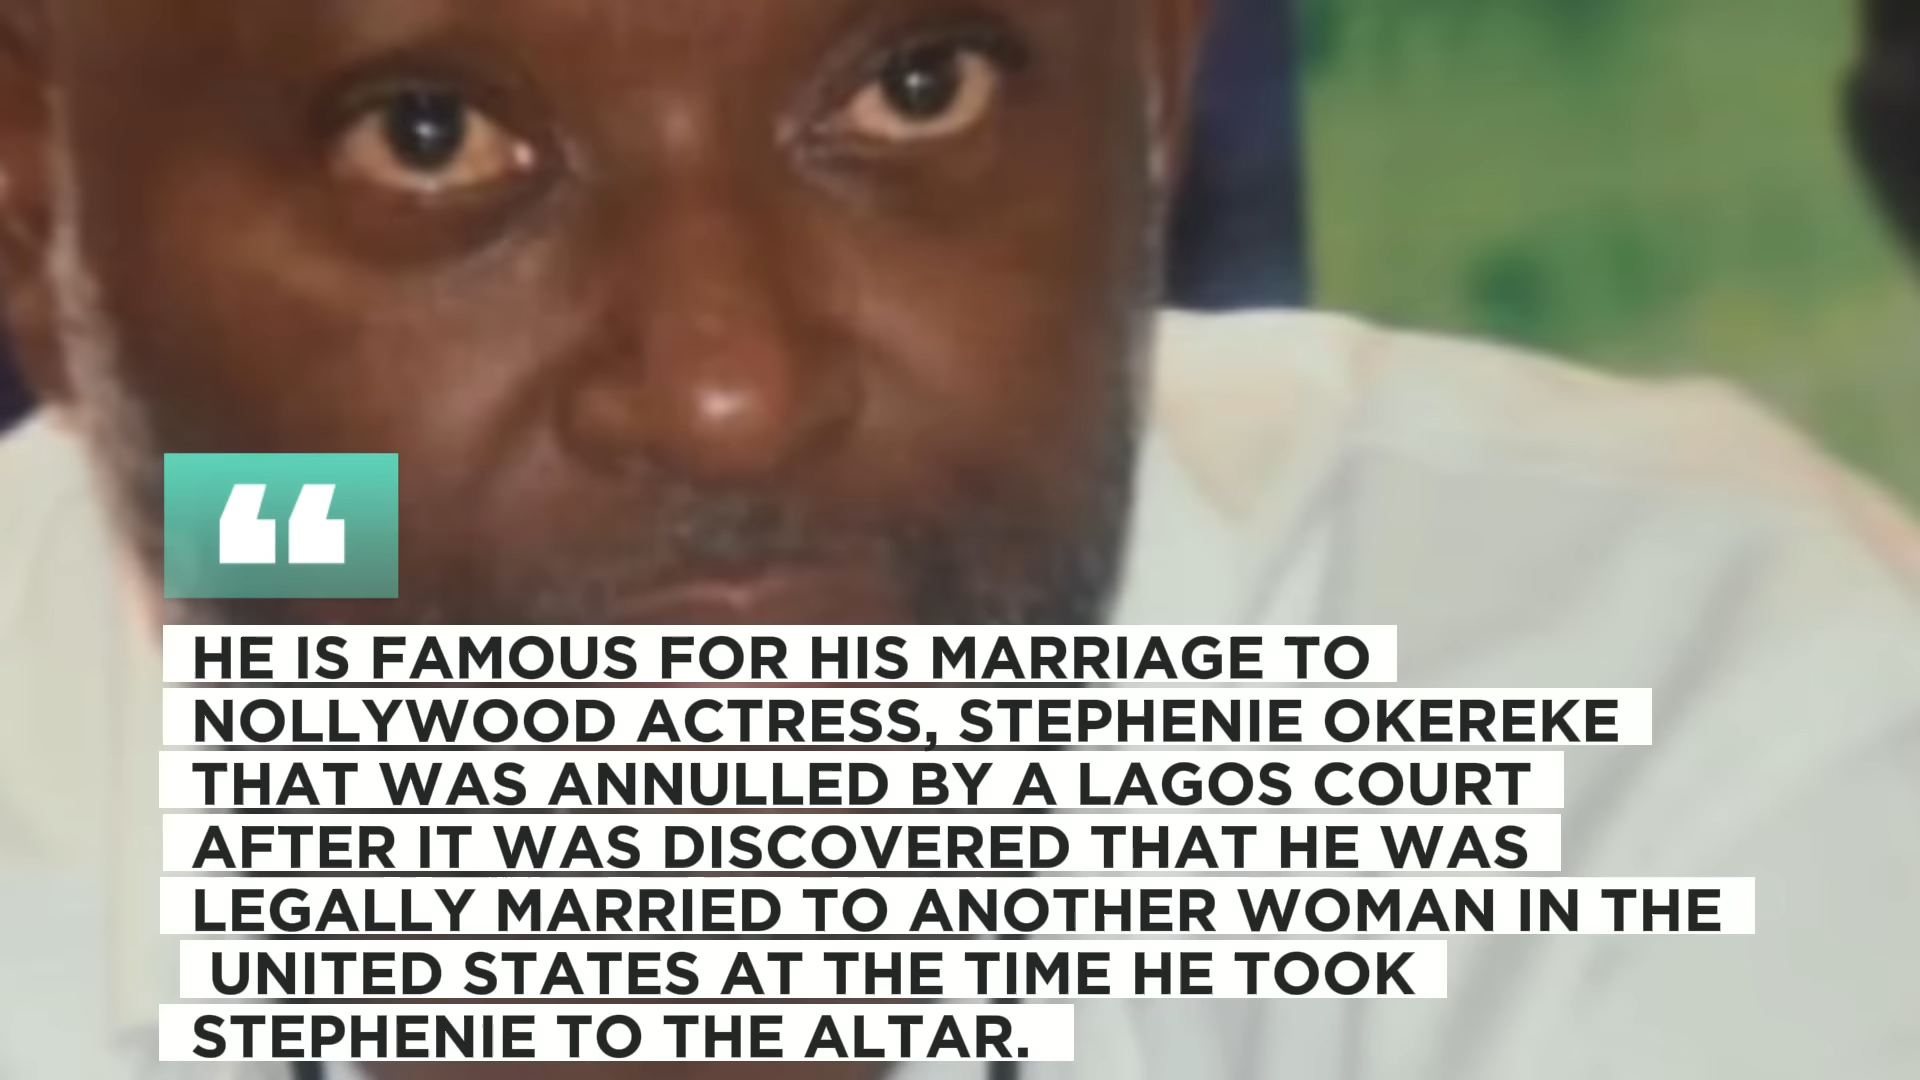 “
HE IS FAMOUS FOR HIS MARRIAGE TO
NOLLYWOOD ACTRESS, STEPHENIE OKEREKE
THAT WAS ANNULLED BY A LAGOS COURT
AFTER IT WAS DISCOVERED THAT HE WAS
LEGALLY MARRIED TO ANOTHER WOMAN IN THE
UNITED STATES AT THE TIME HE TOOK
STEPHENIE TO THE ALTAR.